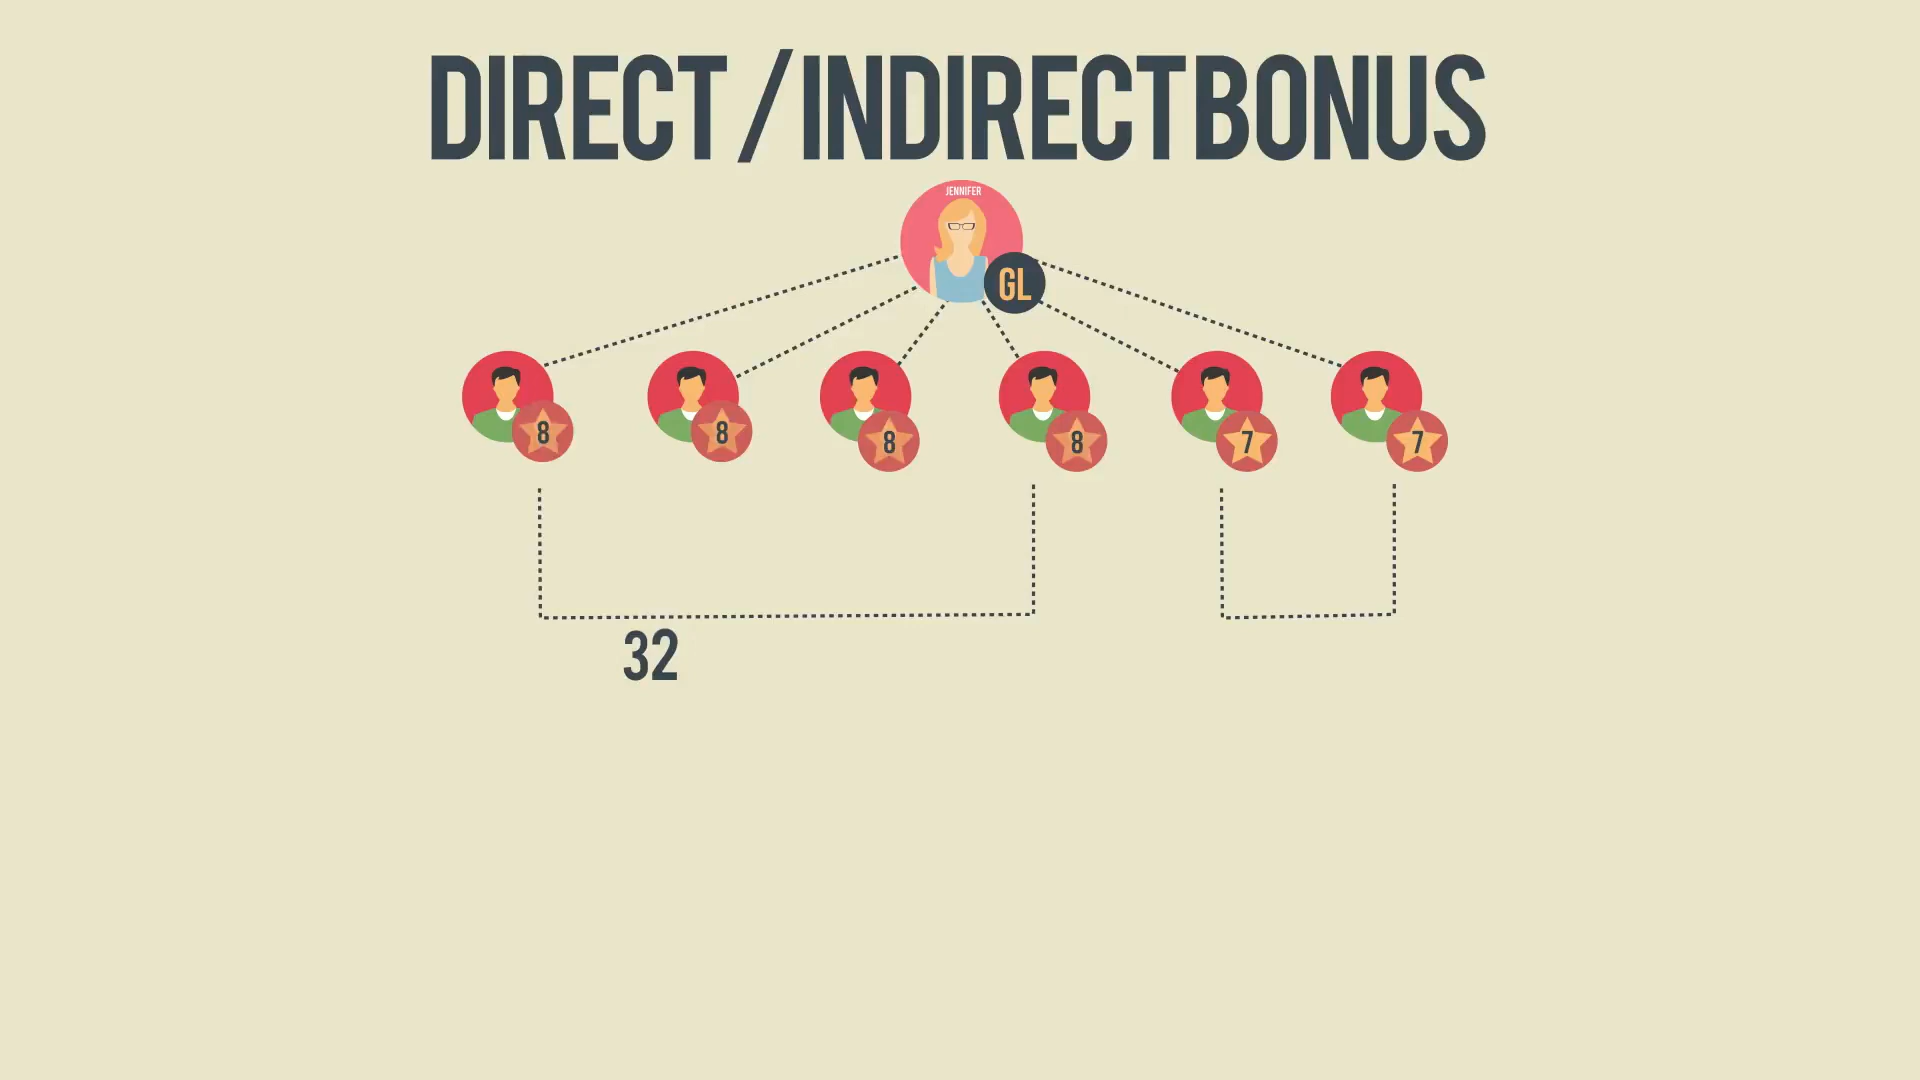 DIRECT / INDIRECTBONUS
JENNIFER
GL
8 8 8 8 7 7
32